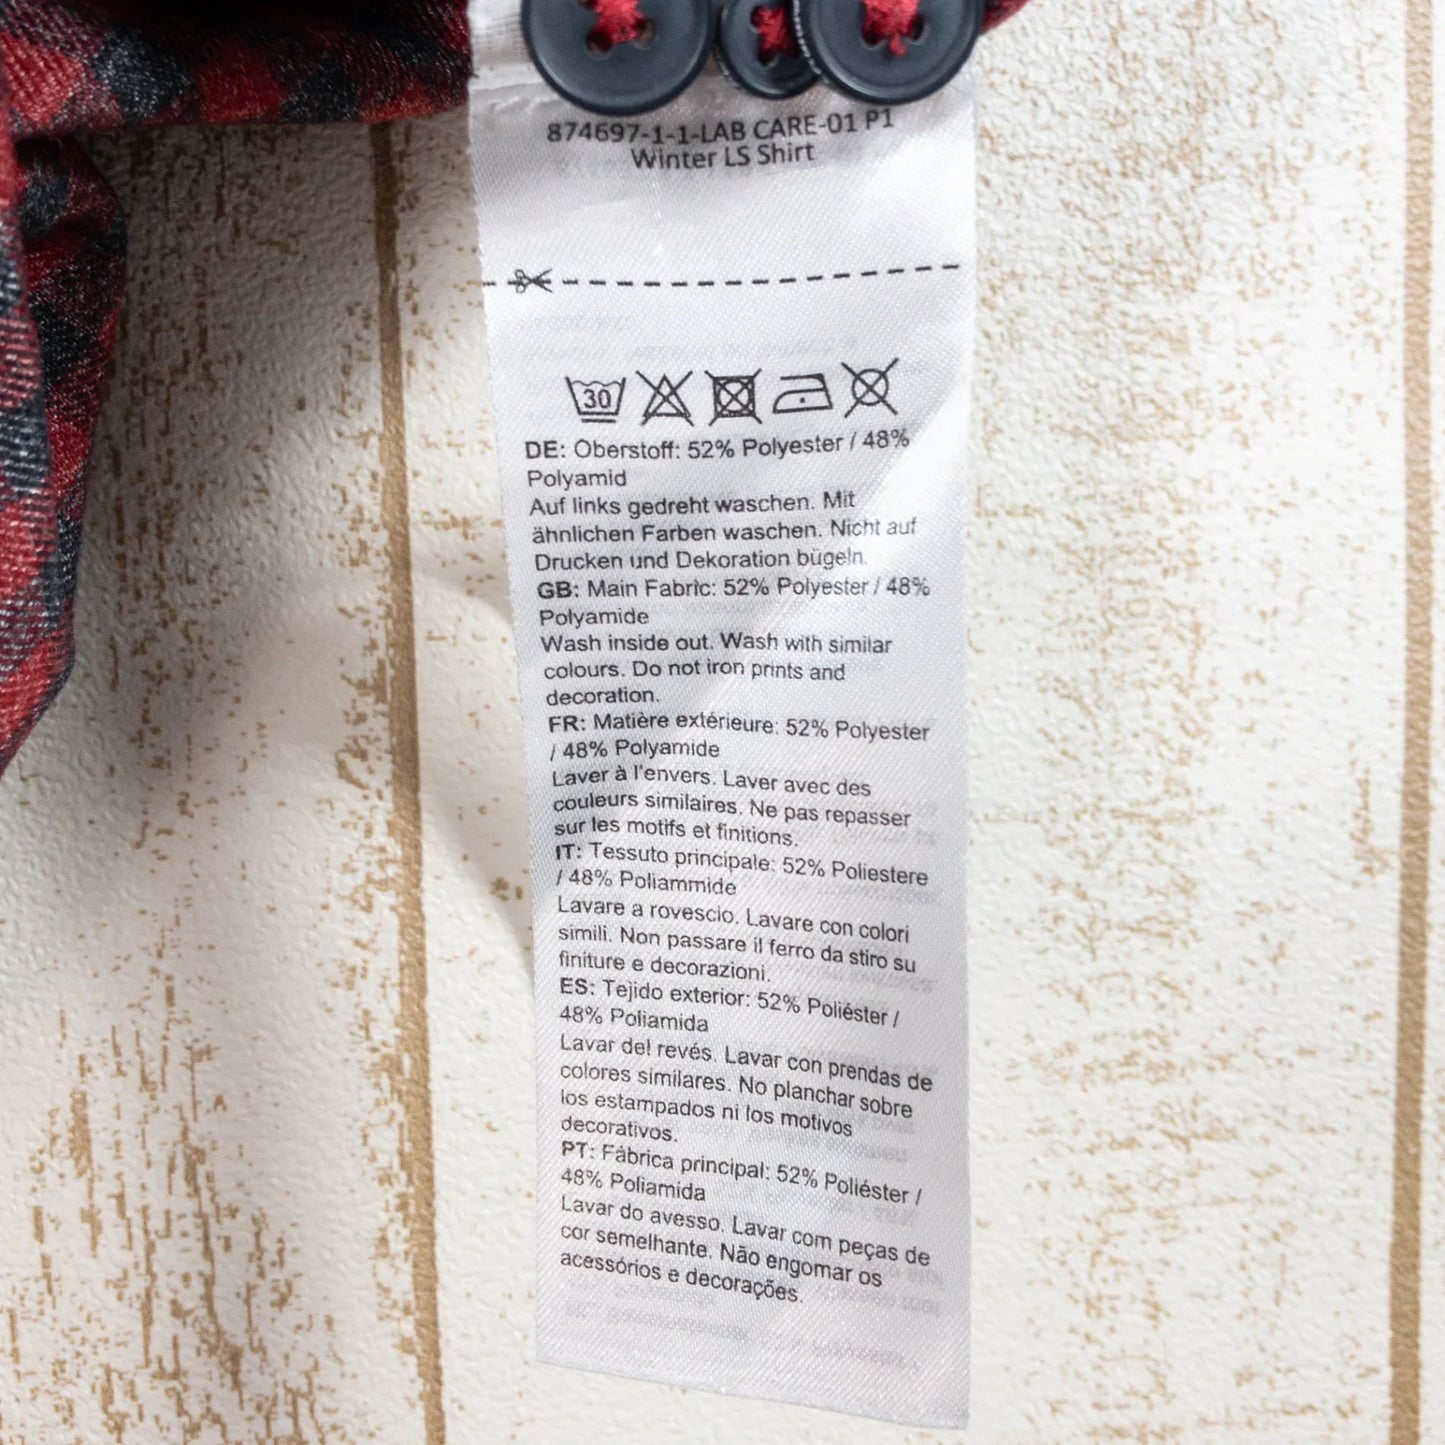 874697-1-1-LAB CARE-01 P1
Winter LS Shirt
30
DE: Oberstoff: 52% Polyester / 48%
Polyamid
Auf links gedreht waschen. Mit
ähnlichen Farben waschen. Nicht auf
Drucken und Dekoration bügeln.
GB: Main Fabric: 52% Polyester / 48%
Polyamide
Wash inside out. Wash with similar
colours. Do not iron prints and
decoration.
FR: Matière extérieure: 52% Polyester
/ 48% Polyamide
Laver à l'envers. Laver avec des
couleurs similaires. Ne pas repasser
sur les motifs et finitions.
IT: Tessuto principale: 52% Poliestere
/ 48% Poliammide
Lavare a rovescio. Lavare con colori
simili. Non passare il ferro da stiro su
finiture e decorazioni.
ES: Tejido exterior: 52% Poliéster /
48% Poliamida
Lavar del revés. Lavar con prendas de
colores similares. No planchar sobre
los estampados ni los motivos
decorativos.
PT: Fábrica principal: 52% Poliéster /
48% Poliamida
Lavar do avesso. Lavar com peças de
cor semelhante. Não engomar os
acessórios e decorações.